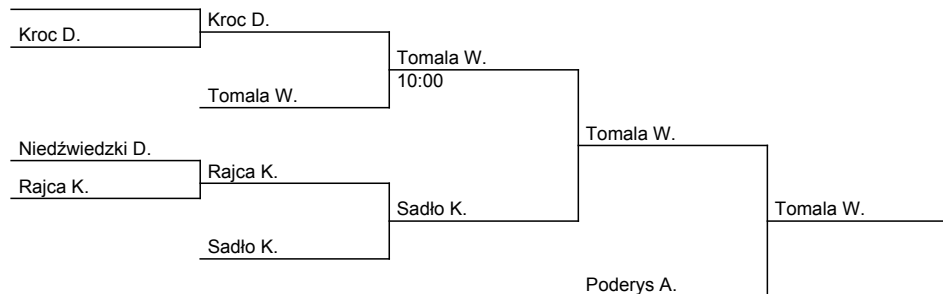 Kroc D.
Kroc D.
Tomala W.
10:00
Tomala W.
Tomala W.
Niedźwiedzki D.
Rajca K.
Rajca K.
Sadło K.
Sadło K.
Tomala W.
Poderys A.